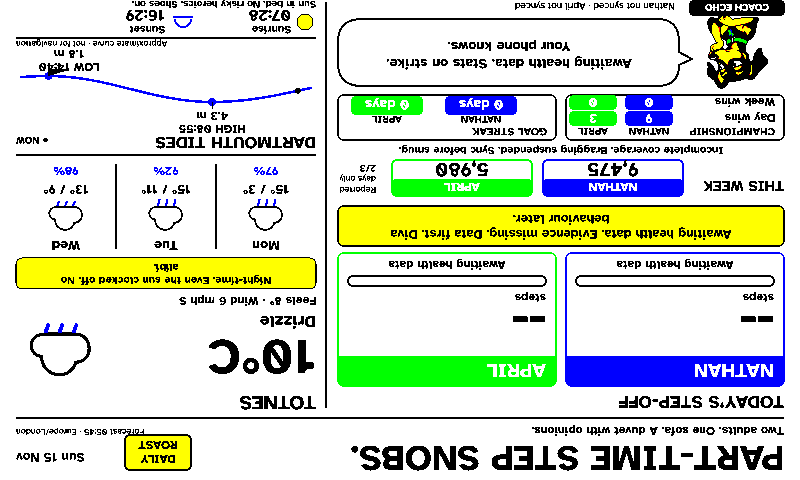 PART-TIME STEP SNOBS.
Two adults. One sofa. A duvet with opinions.
DAILY
ROAST
Sun 15 Nov
Forecast 05:45 · Europe/London
TODAY'S STEP-OFF
NATHAN
---
steps
Awaiting health data
APRIL
---
steps
Awaiting health data
Awaiting health data. Evidence missing. Data first. Diva
behaviour later.
THIS WEEK
NATHAN
9,475
APRIL
5,980
Reported
days only
2/3
Incomplete coverage. Bragging suspended. Sync before smug.
CHAMPIONSHIP
NATHAN APRIL
Day wins 9 3
Week wins 0 0
GOAL STREAK
NATHAN APRIL
0 days 0 days
Awaiting health data. Stats on strike.
Your phone knows.
COACH ECHO
Nathan not synced · April not synced
TOTNES
10°C
Drizzle
Feels 8° · Wind 6 mph S
Night-time. Even the sun clocked off. No
alibi.
Mon
15° / 3°
97%
Tue
15° / 11°
92%
Wed
13° / 9°
98%
DARTMOUTH TIDES
• NOW
HIGH 08:55
4.3 m
LOW 14:40
1.8 m
Approximate curve · not for navigation
Sunrise
07:28
Sunset
16:29
Sun in bed. No risky heroics. Shoes, on.